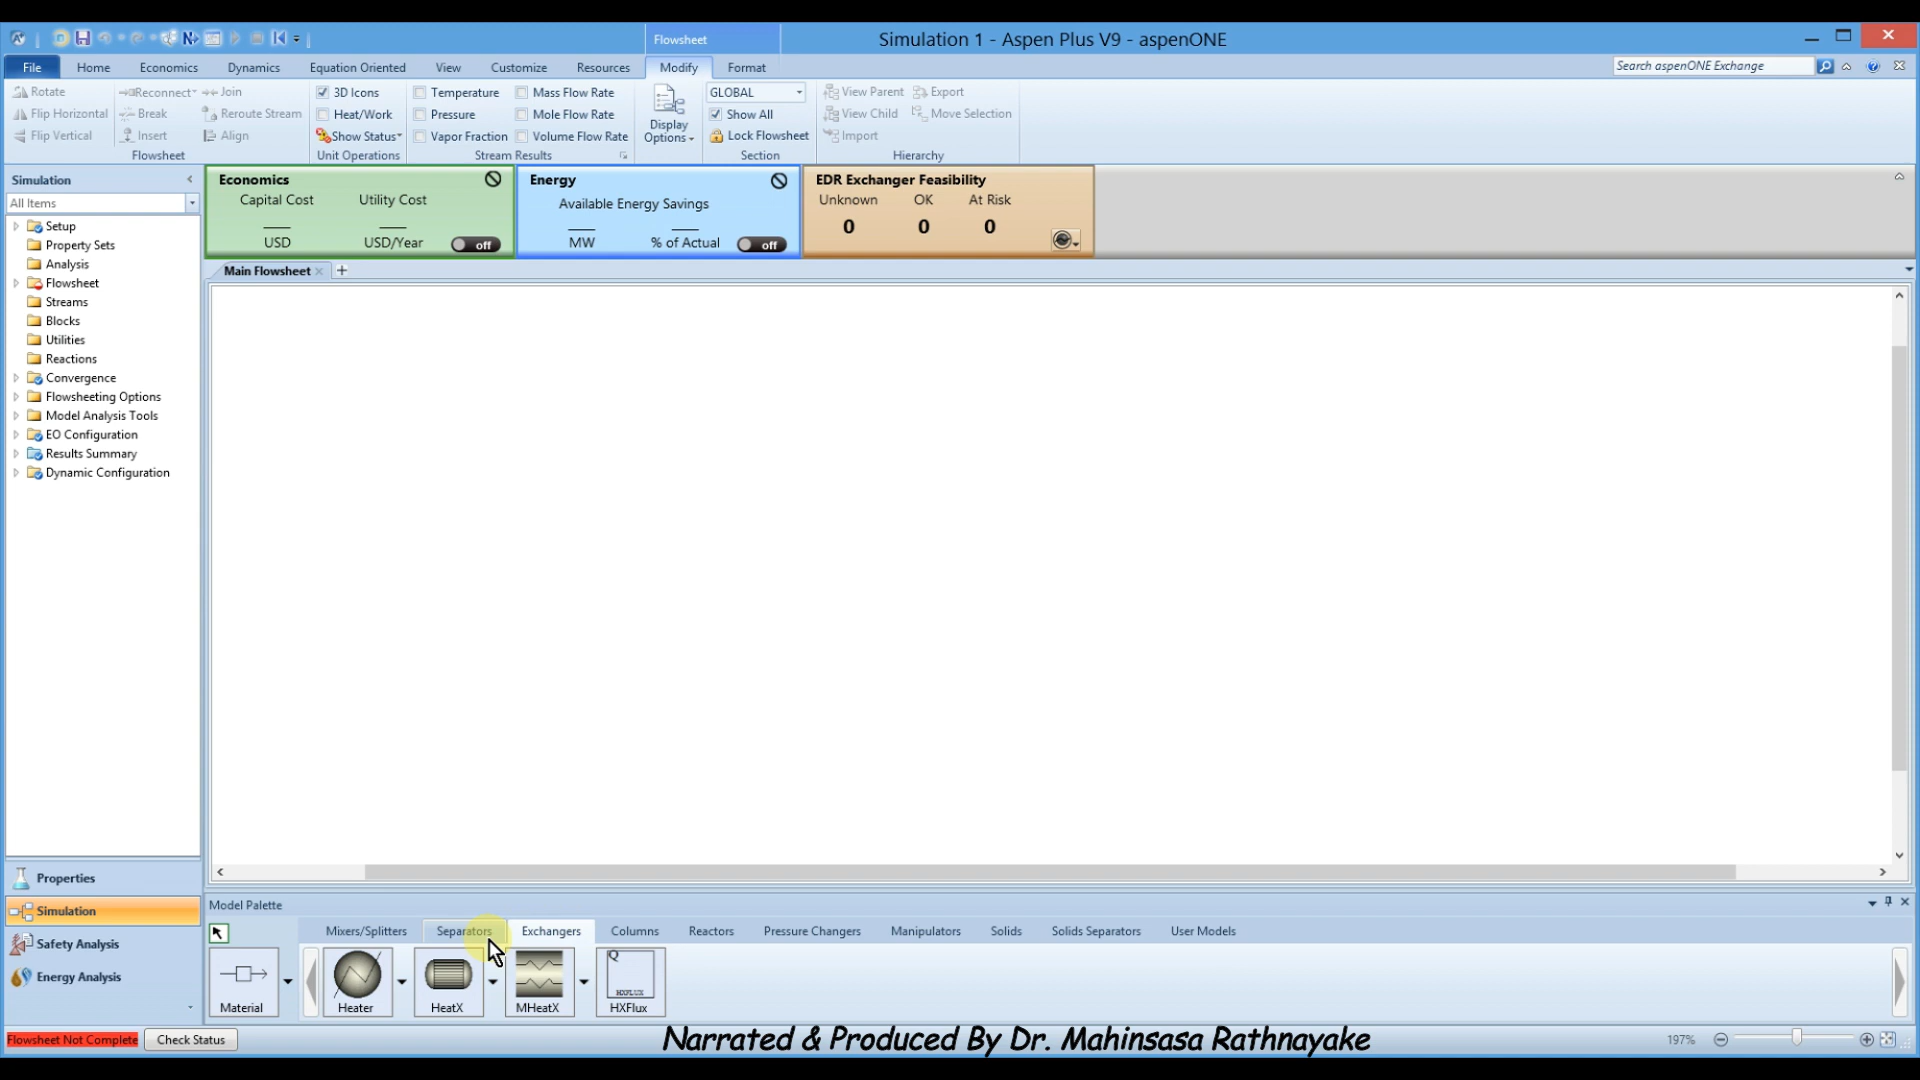 Flowsheet
Simulation 1 - Aspen Plus V9 - aspenONE
File Home Economics Dynamics Equation Oriented View Customize Resources Modify Format Search aspenONE Exchange
Rotate Reconnect Join 3D Icons Temperature Mass Flow Rate GLOBAL View Parent Export
Flip Horizontal Break Reroute Stream Heat/Work Pressure Mole Flow Rate Display Options Show All View Child Move Selection
Flip Vertical Insert Align Show Status Vapor Fraction Volume Flow Rate Lock Flowsheet Import
Flowsheet Unit Operations Stream Results Section Hierarchy
Simulation
All Items
Setup
Property Sets
Analysis
Flowsheet
Streams
Blocks
Utilities
Reactions
Convergence
Flowsheeting Options
Model Analysis Tools
EO Configuration
Results Summary
Dynamic Configuration
Properties
Simulation
Safety Analysis
Energy Analysis
Economics
Capital Cost Utility Cost
USD USD/Year off
Energy
Available Energy Savings
MW % of Actual off
EDR Exchanger Feasibility
Unknown OK At Risk
0 0 0
Main Flowsheet
Model Palette
Mixers/Splitters Separators Exchangers Columns Reactors Pressure Changers Manipulators Solids Solids Separators User Models
Q
HXFLUX
Material Heater HeatX MHeatX HXFlux
Flowsheet Not Complete Check Status
Narrated & Produced By Dr. Mahinsasa Rathnayake
197%